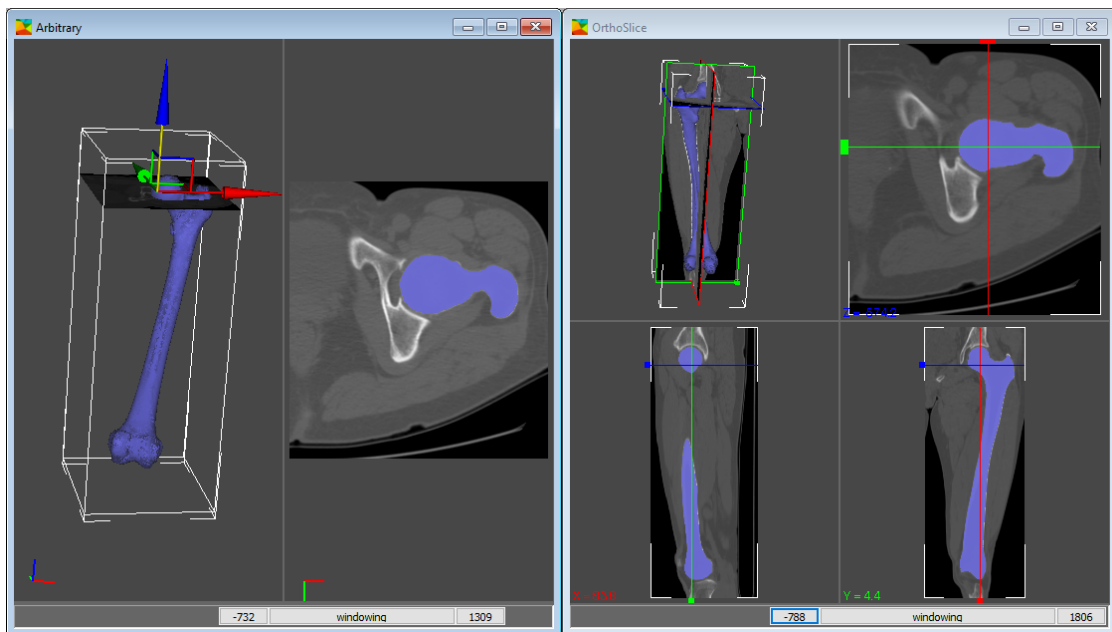 Arbitrary
-732 windowing 1309
OrthoSlice
Y = 4.4
-788 windowing 1806